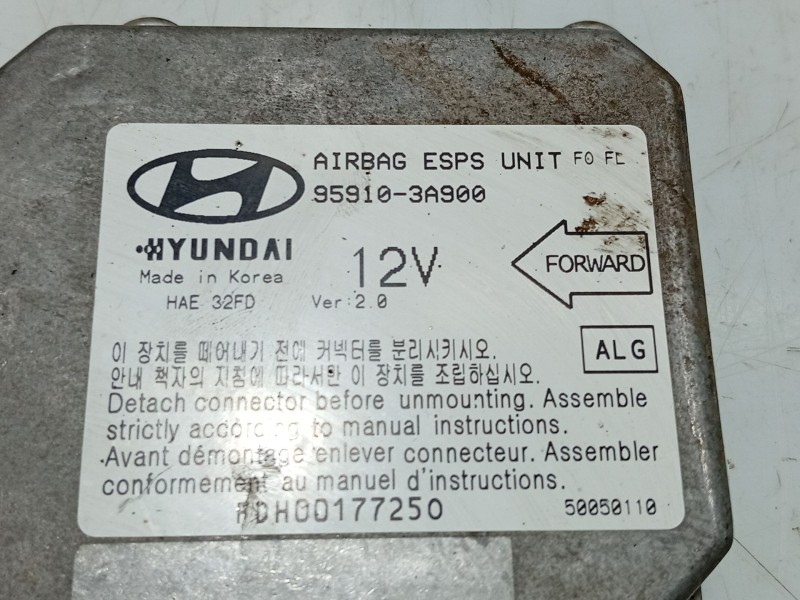 AIRBAG ESPS UNIT FO FL
95910-3A900
HYUNDAI
Made in Korea
12V
FORWARD
HAE 32FD Ver:2.0
ALG
이 장치를 떼어내기 전에 커넥터를 분리시키시오.
안내 책자의 지침에 따라서만 이 장치를 조립하십시오.
Detach connector before unmounting. Assemble
strictly according to manual instructions.
Avant démontage enlever connecteur. Assembler
conformement au manuel d'instructions.
50050110